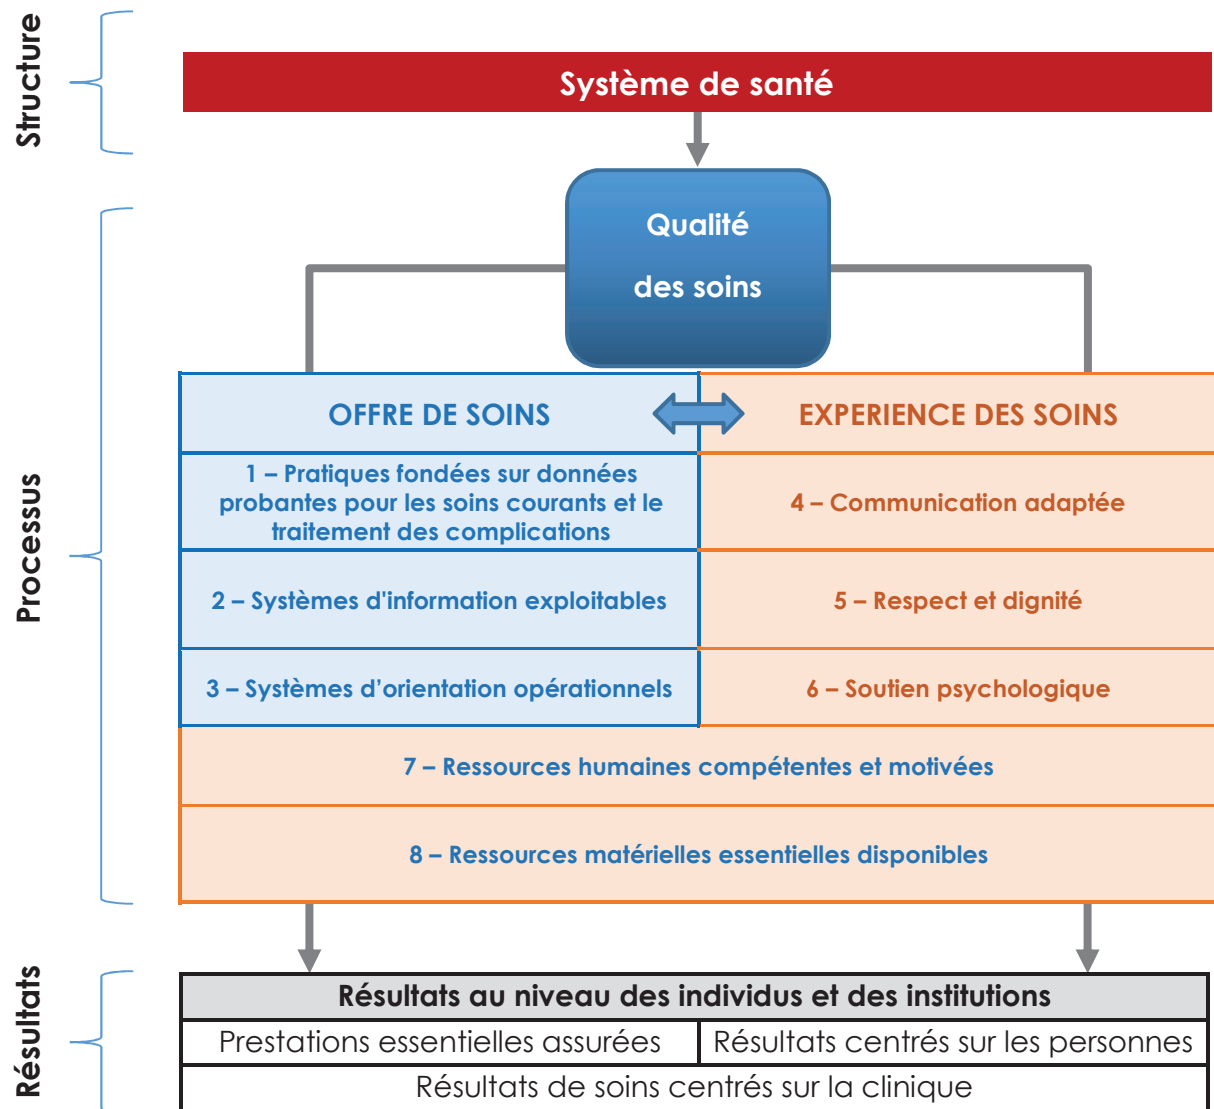 Structure
Système de santé
Qualité
des soins
Processus
OFFRE DE SOINS
EXPERIENCE DES SOINS
1 – Pratiques fondées sur données
probantes pour les soins courants et le
traitement des complications
4 – Communication adaptée
2 – Systèmes d'information exploitables
5 – Respect et dignité
3 – Systèmes d’orientation opérationnels
6 – Soutien psychologique
7 – Ressources humaines compétentes et motivées
8 – Ressources matérielles essentielles disponibles
Résultats
Résultats au niveau des individus et des institutions
Prestations essentielles assurées
Résultats centrés sur les personnes
Résultats de soins centrés sur la clinique